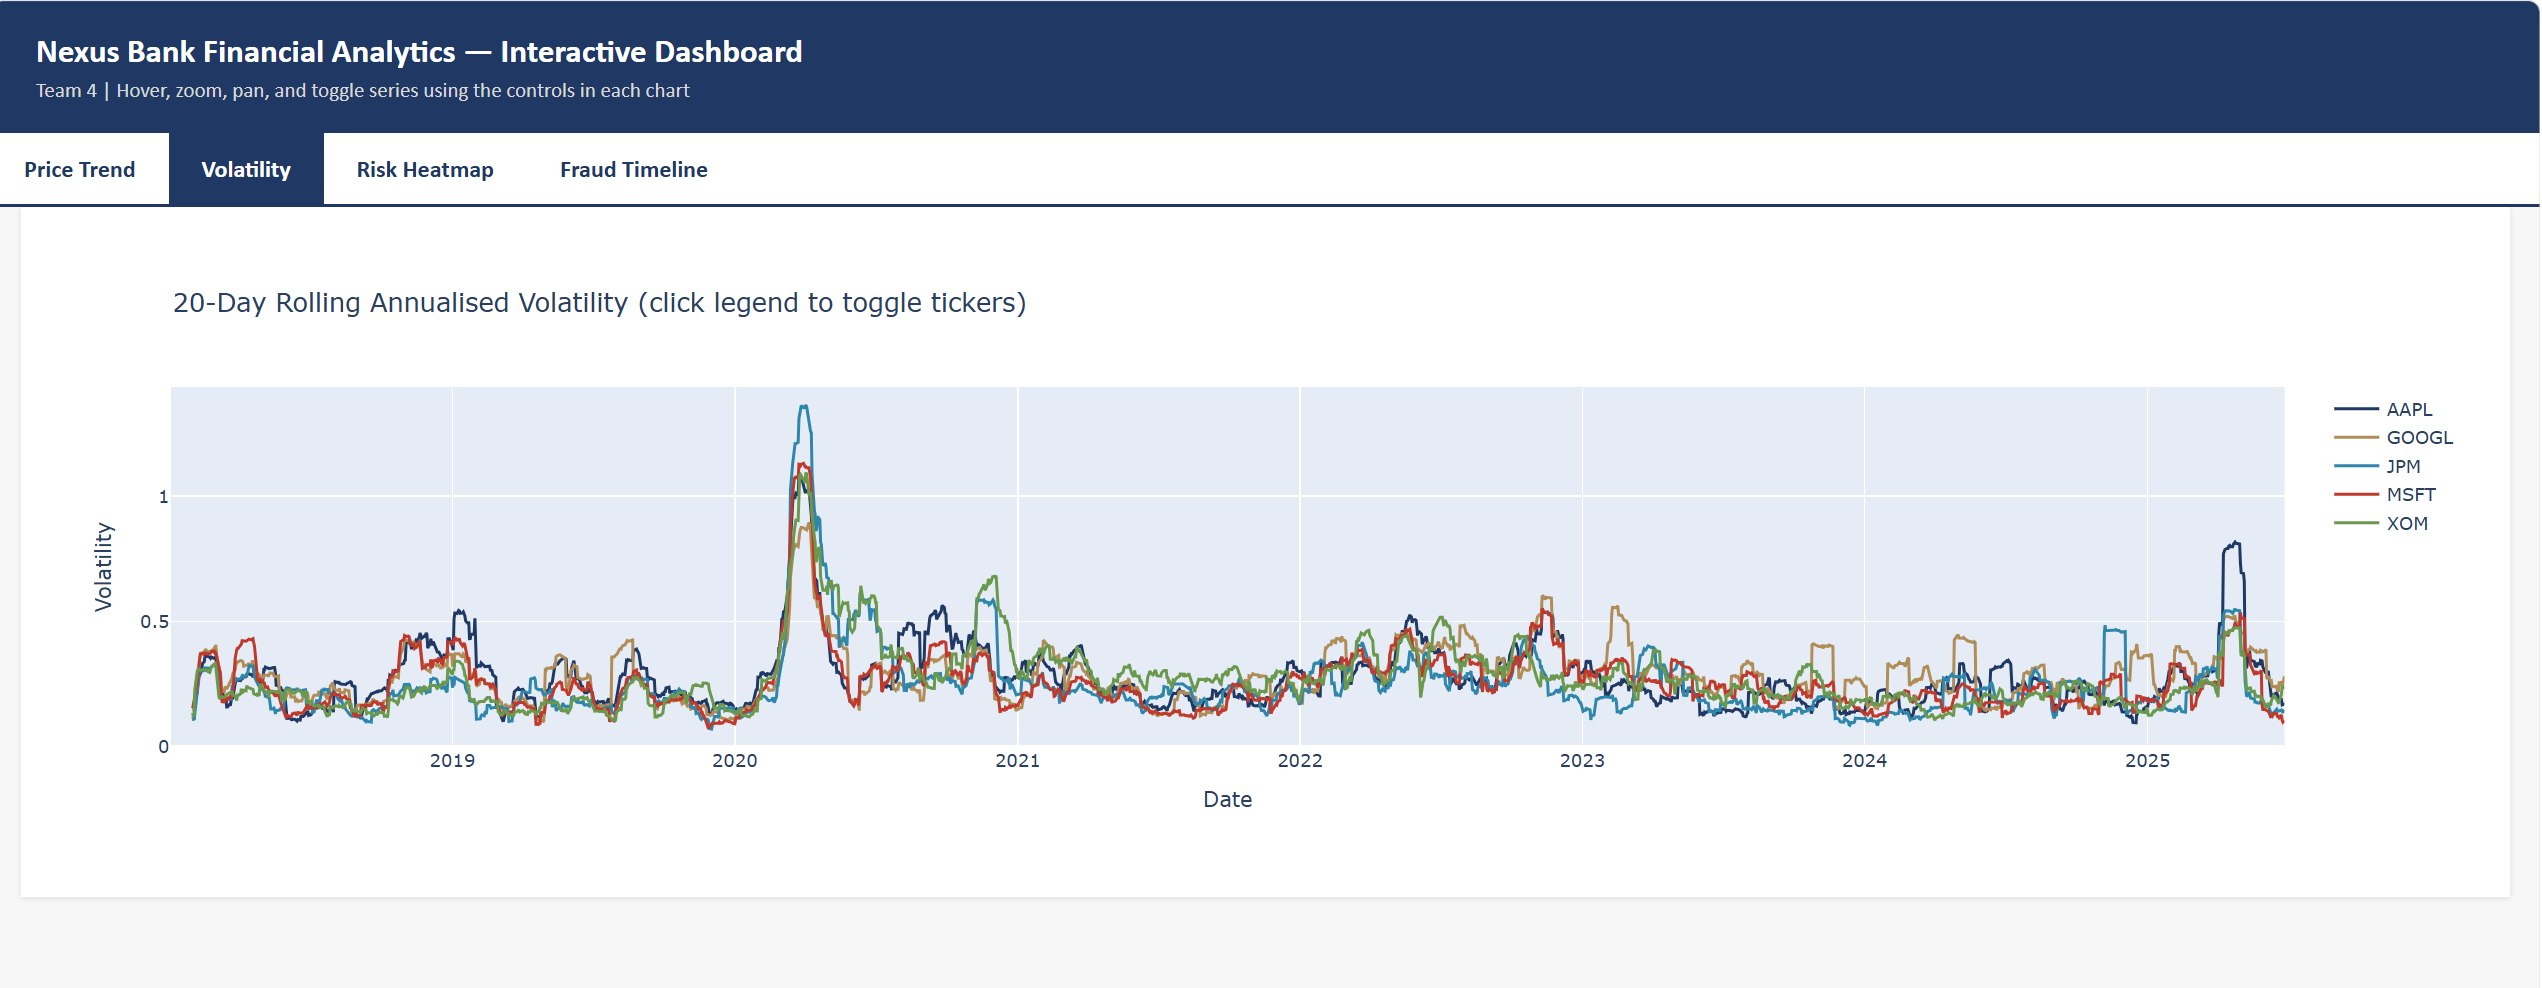 Nexus Bank Financial Analytics — Interactive Dashboard
Team 4 | Hover, zoom, pan, and toggle series using the controls in each chart
Price Trend
Volatility
Risk Heatmap
Fraud Timeline
20-Day Rolling Annualised Volatility (click legend to toggle tickers)
Volatility
1
0.5
0
2019
2020
2021
2022
2023
2024
2025
Date
AAPL
GOOGL
JPM
MSFT
XOM